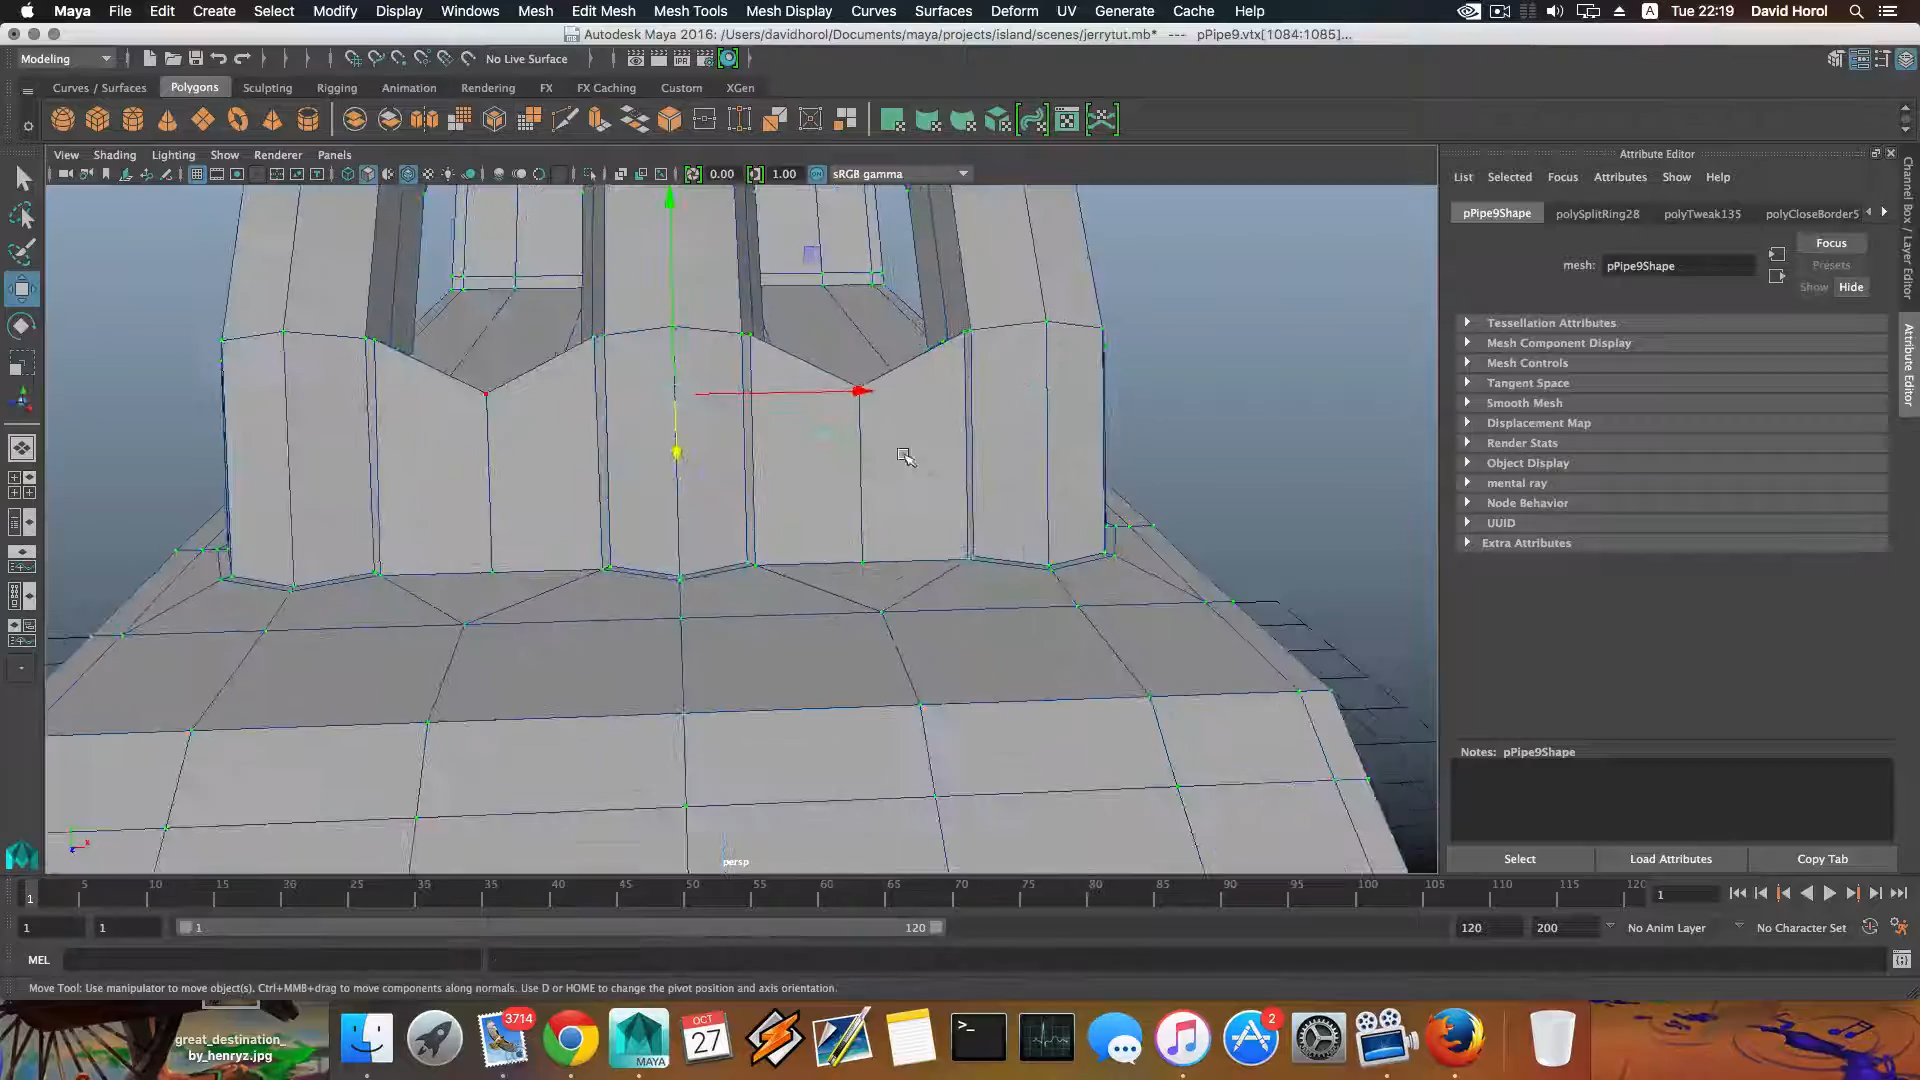 Maya File Edit Create Select Modify Display Windows Mesh Edit Mesh Mesh Tools Mesh Display Curves Surfaces Deform UV Generate Cache Help
A Tue 22:19 David Horol
Autodesk Maya 2016: /Users/davidhorol/Documents/maya/projects/island/scenes/jerrytut.mb* --- pPipe9.vtx[1084:1085]...
Modeling
No Live Surface
IPR
Curves / Surfaces Polygons Sculpting Rigging Animation Rendering FX FX Caching Custom XGen
View Shading Lighting Show Renderer Panels
0.00 1.00 sRGB gamma
persp
Attribute Editor
List Selected Focus Attributes Show Help
pPipe9Shape polySplitRing28 polyTweak135 polyCloseBorder5
Focus
mesh: pPipe9Shape
Presets
Show Hide
Tessellation Attributes
Mesh Component Display
Mesh Controls
Tangent Space
Smooth Mesh
Displacement Map
Render Stats
Object Display
mental ray
Node Behavior
UUID
Extra Attributes
Notes: pPipe9Shape
Select Load Attributes Copy Tab
Channel Box / Layer Editor
Attribute Editor
1 5 10 15 20 25 30 35 40 45 50 55 60 65 70 75 80 85 90 95 100 105 110 115 120
1
1 1 1 120 120 200 No Anim Layer No Character Set
MEL
Move Tool: Use manipulator to move object(s). Ctrl+MMB+drag to move components along normals. Use D or HOME to change the pivot position and axis orientation.
great_destination_
by_henryz.jpg
3714
MAYA
OCT
27
2